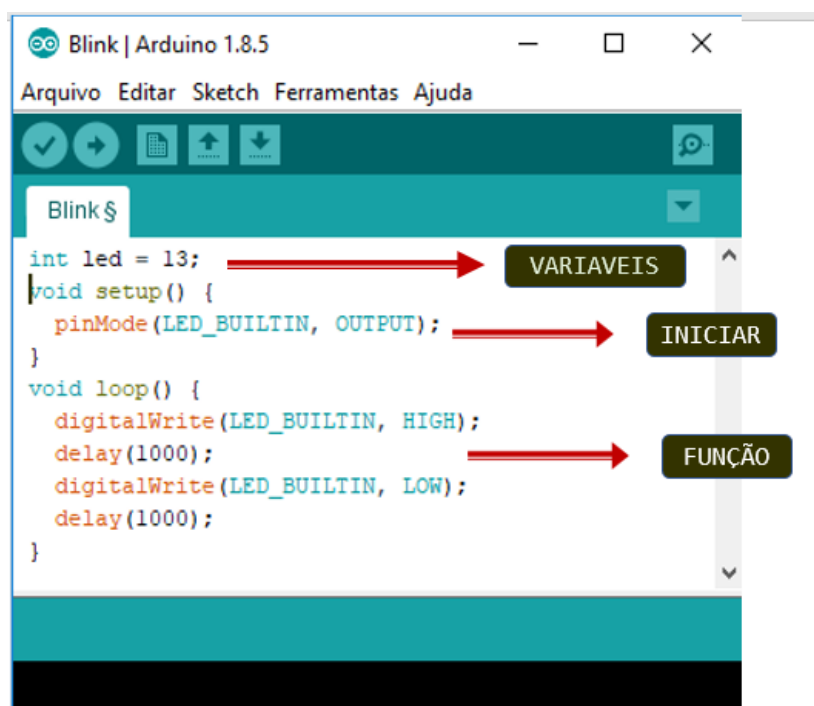 Blink | Arduino 1.8.5
Arquivo Editar Sketch Ferramentas Ajuda
Blink §
int led = 13;
VARIAVEIS
void setup() {
pinMode(LED_BUILTIN, OUTPUT);
INICIAR
}
void loop() {
digitalWrite(LED_BUILTIN, HIGH);
delay(1000);
FUNÇÃO
digitalWrite(LED_BUILTIN, LOW);
delay(1000);
}